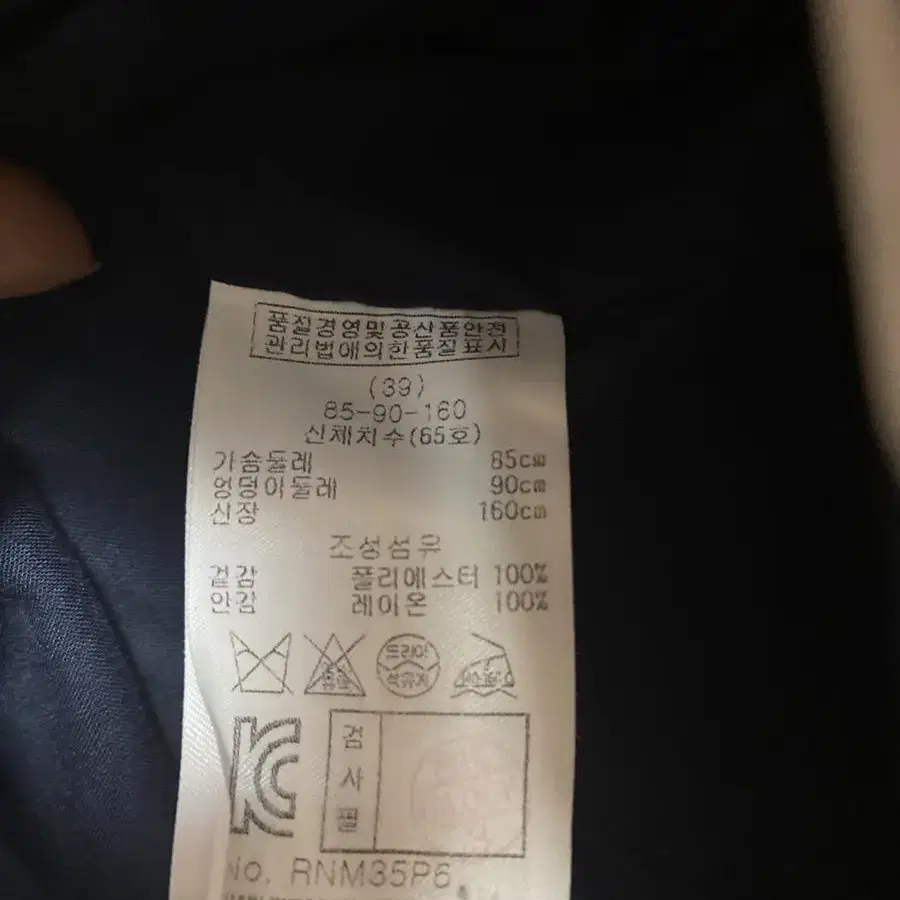 품질경영및공산품안전
관리법에의한품질표시
(39)
85-90-160
신체치수(65호)
가슴둘레 85cm
엉덩이둘레 90cm
신장 160cm
조성섬유
겉감 폴리에스터 100%
안감 레이온 100%
드라이
석유계
KC
검사필
No. RNM35P6